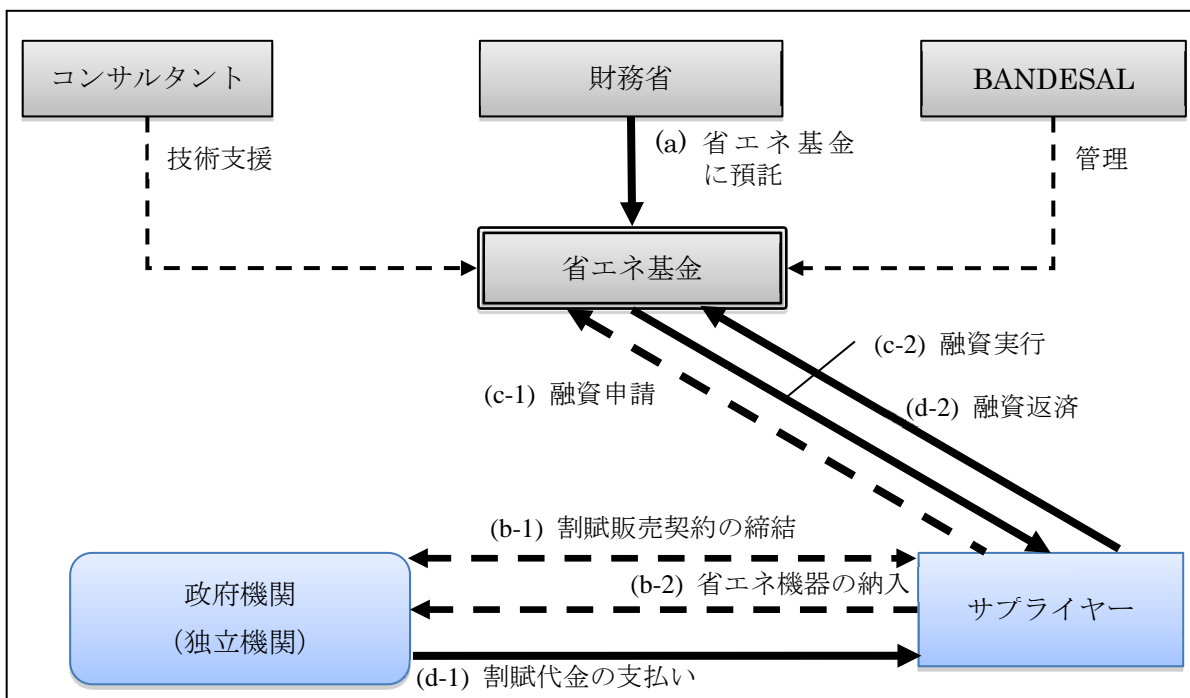 コンサルタント
財務省
BANDESAL
技術支援
(a) 省エネ基金
に預託
管理
省エネ基金
(c-2) 融資実行
(c-1) 融資申請
(d-2) 融資返済
(b-1) 割賦販売契約の締結
(b-2) 省エネ機器の納入
政府機関
（独立機関）
サプライヤー
(d-1) 割賦代金の支払い